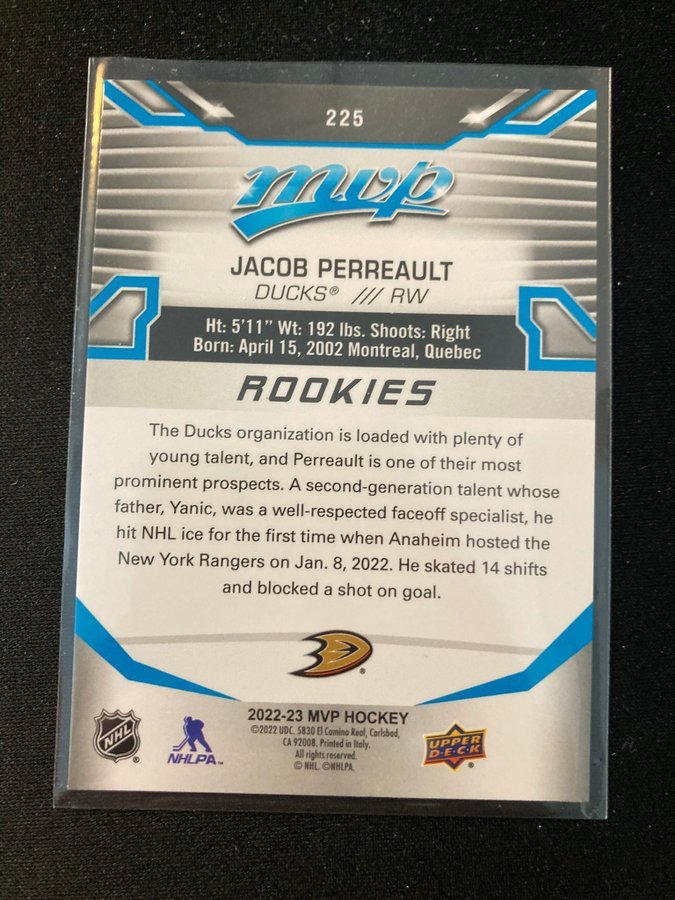 225
mvp
JACOB PERREAULT
DUCKS® /// RW
Ht: 5'11" Wt: 192 lbs. Shoots: Right
Born: April 15, 2002 Montreal, Quebec
ROOKIES
The Ducks organization is loaded with plenty of
young talent, and Perreault is one of their most
prominent prospects. A second-generation talent whose
father, Yanic, was a well-respected faceoff specialist, he
hit NHL ice for the first time when Anaheim hosted the
New York Rangers on Jan. 8, 2022. He skated 14 shifts
and blocked a shot on goal.
®
2022-23 MVP HOCKEY
©2022 UDC. 5830 El Camino Real, Carlsbad,
CA 92008. Printed in Italy.
All rights reserved.
© NHL. ©NHLPA.
NHL
NHLPA™
UPPER
D·E·C·K
®